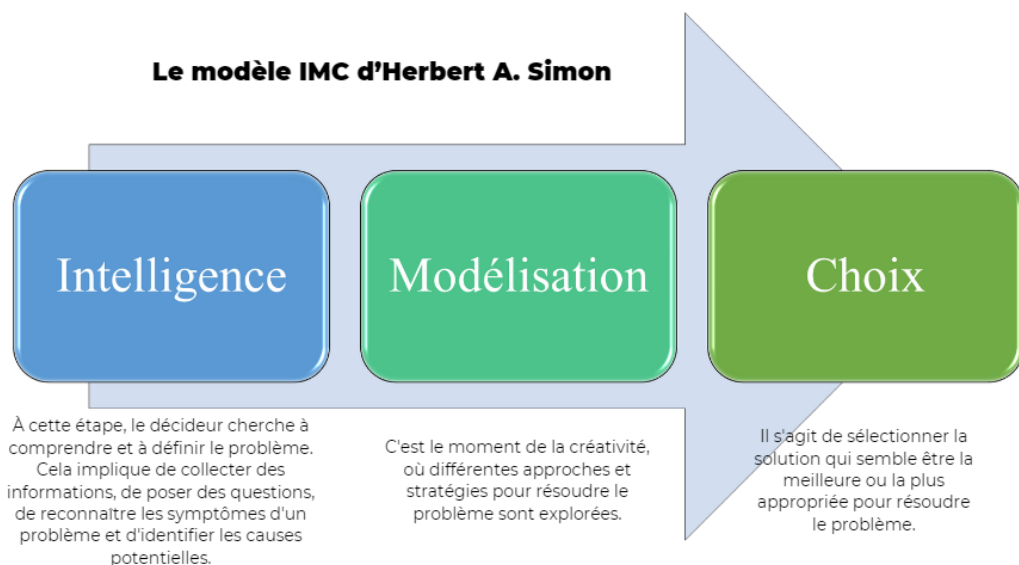 Le modèle IMC d’Herbert A. Simon
Intelligence
Modélisation
Choix
À cette étape, le décideur cherche à
comprendre et à définir le problème.
Cela implique de collecter des
informations, de poser des questions,
de reconnaître les symptômes d'un
problème et d'identifier les causes
potentielles.
C'est le moment de la créativité,
où différentes approches et
stratégies pour résoudre le
problème sont explorées.
Il s'agit de sélectionner la
solution qui semble être la
meilleure ou la plus
appropriée pour résoudre
le problème.